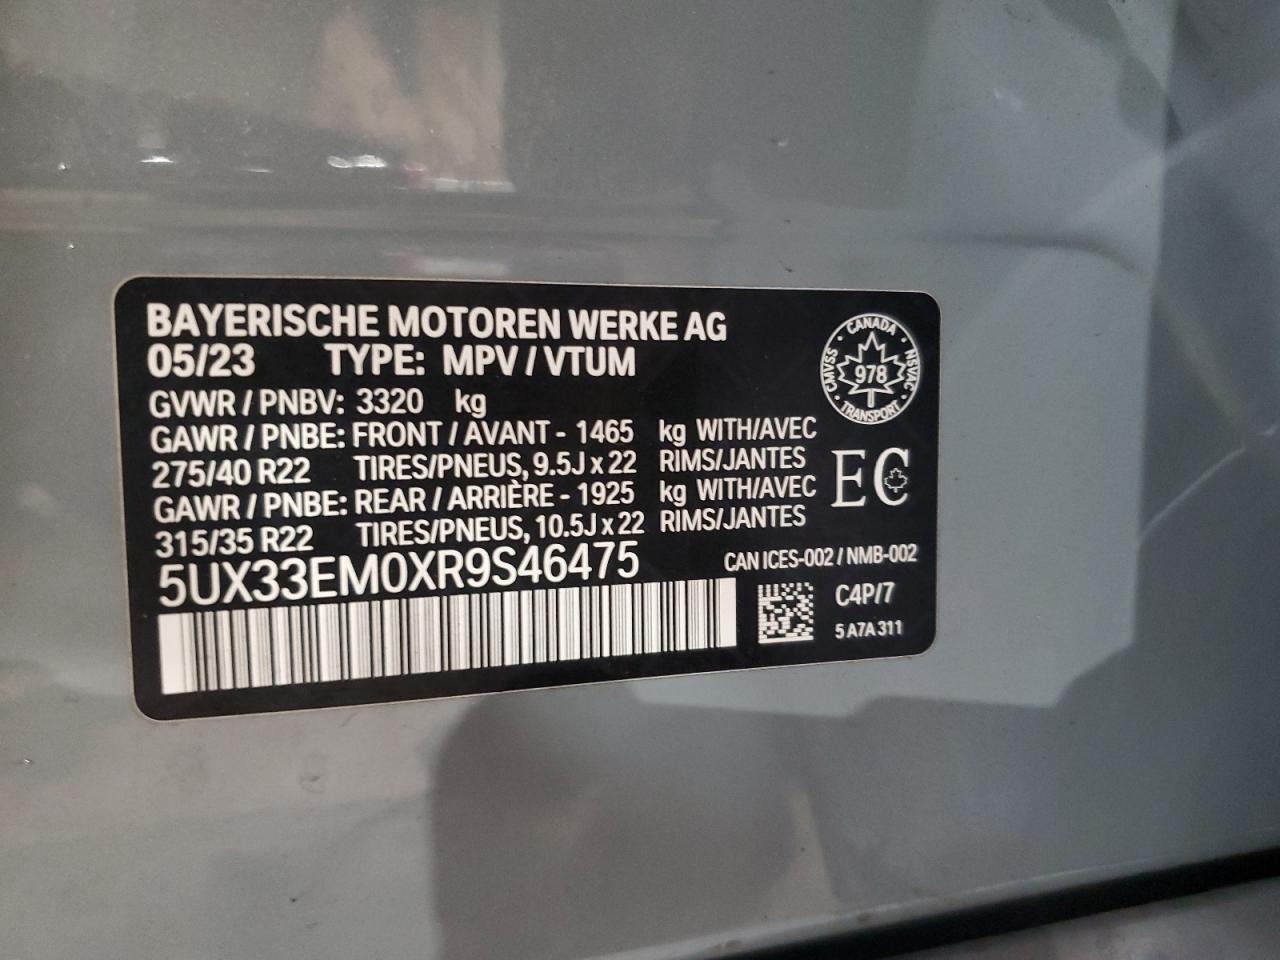 BAYERISCHE MOTOREN WERKE AG
05/23 TYPE: MPV / VTUM
GVWR / PNBV: 3320 kg
GAWR / PNBE: FRONT / AVANT - 1465 kg WITH/AVEC
275/40 R22 TIRES/PNEUS, 9.5J x 22 RIMS/JANTES
GAWR / PNBE: REAR / ARRIÈRE - 1925 kg WITH/AVEC
315/35 R22 TIRES/PNEUS, 10.5J x 22 RIMS/JANTES
5UX33EM0XR9S46475
CANADA
CMVSS 978 NSVAC
TRANSPORT
EC
CAN ICES-002 / NMB-002
C4P/7
5 A7A 311